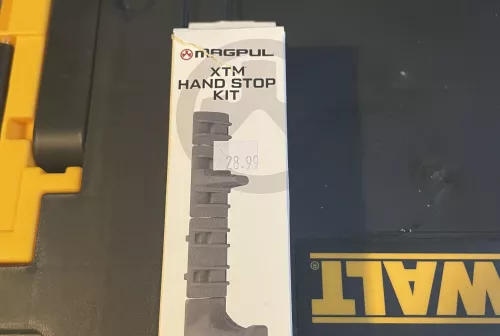 MAGPUL
XTM
HAND STOP
KIT
28.99
WALT
®